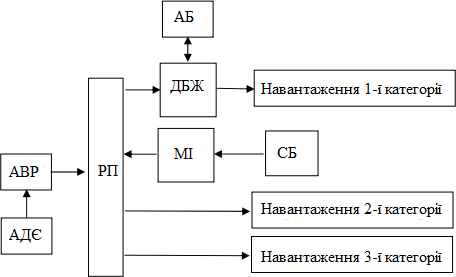 АБ
ДБЖ
Навантаження 1-ї категорії
АВР
РП
МІ
СБ
АДЄ
Навантаження 2-ї категорії
Навантаження 3-ї категорії